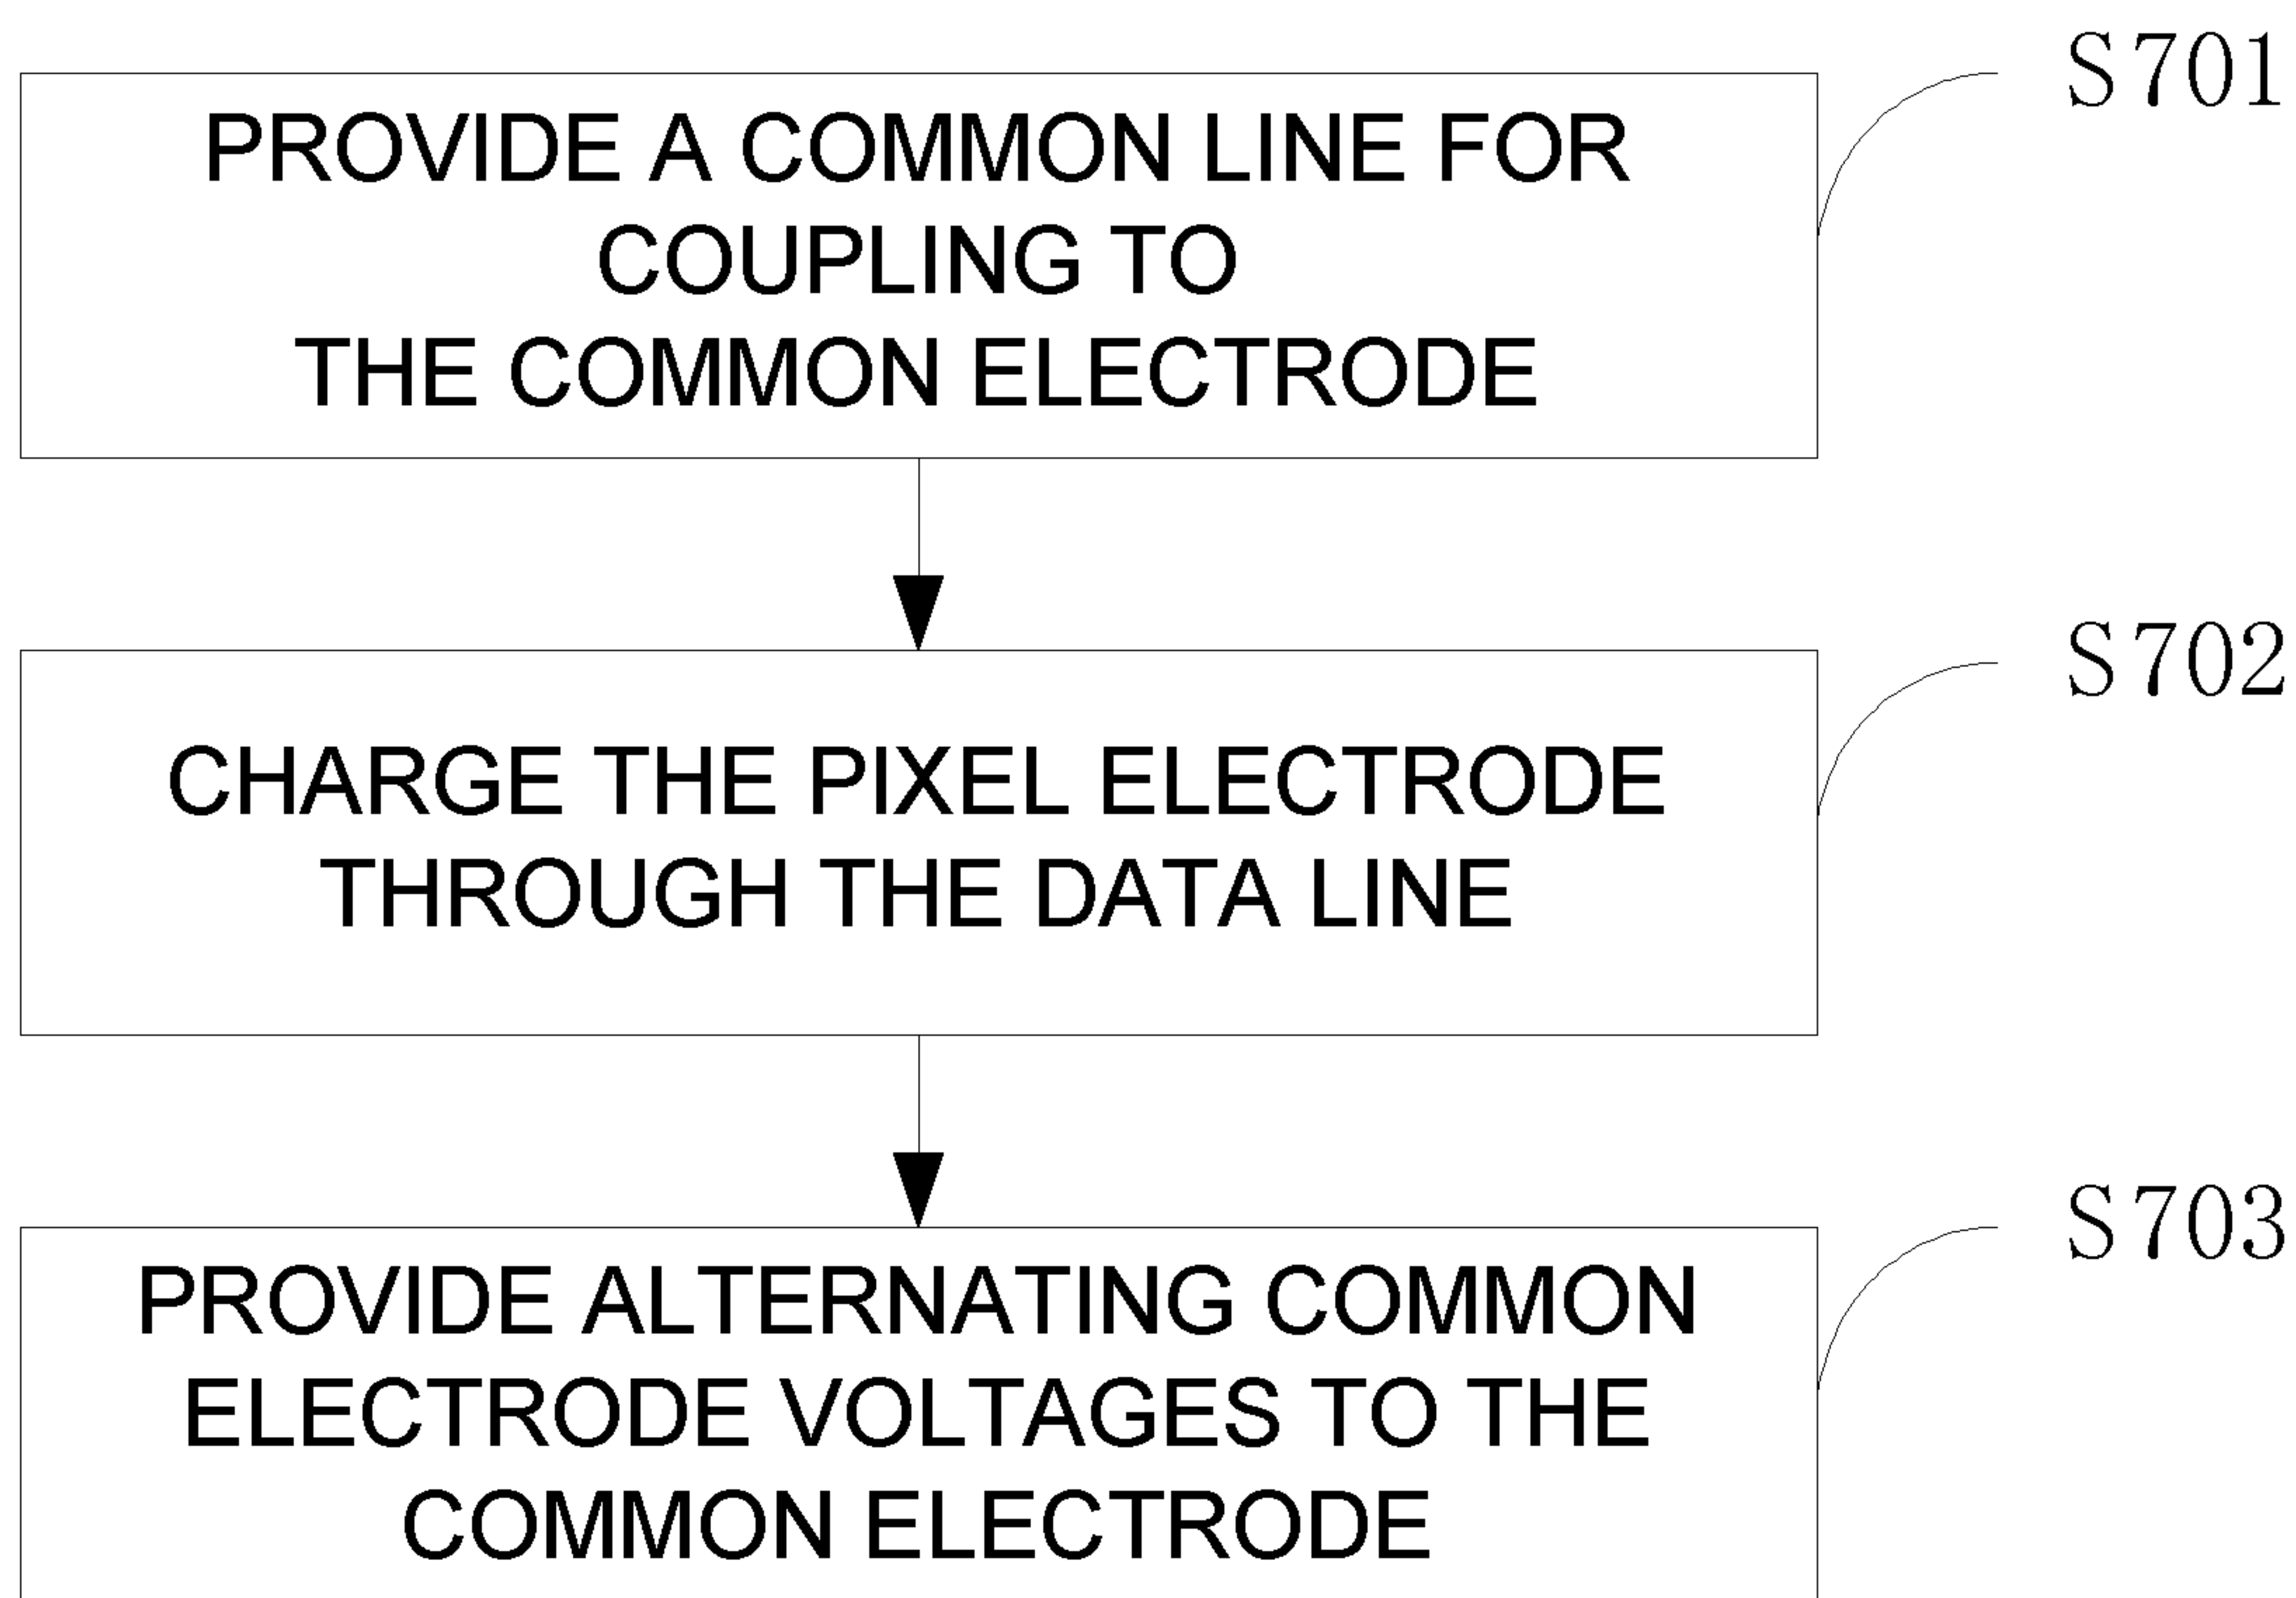 S701
PROVIDE A COMMON LINE FOR
COUPLING TO
THE COMMON ELECTRODE
S702
CHARGE THE PIXEL ELECTRODE
THROUGH THE DATA LINE
S703
PROVIDE ALTERNATING COMMON
ELECTRODE VOLTAGES TO THE
COMMON ELECTRODE